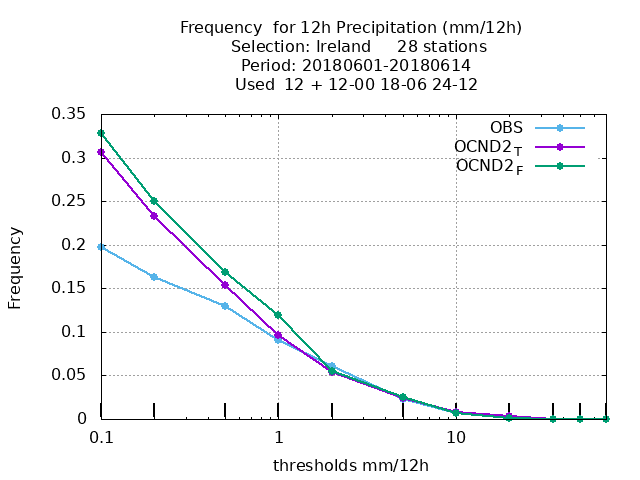 Frequency  for 12h Precipitation (mm/12h)
Selection: Ireland     28 stations
Period: 20180601-20180614
Used  12 + 12-00 18-06 24-12
0.35
0.3
0.25
0.2
0.15
0.1
0.05
0
Frequency
OBS
OCND2T
OCND2F
0.1 1 10
thresholds mm/12h